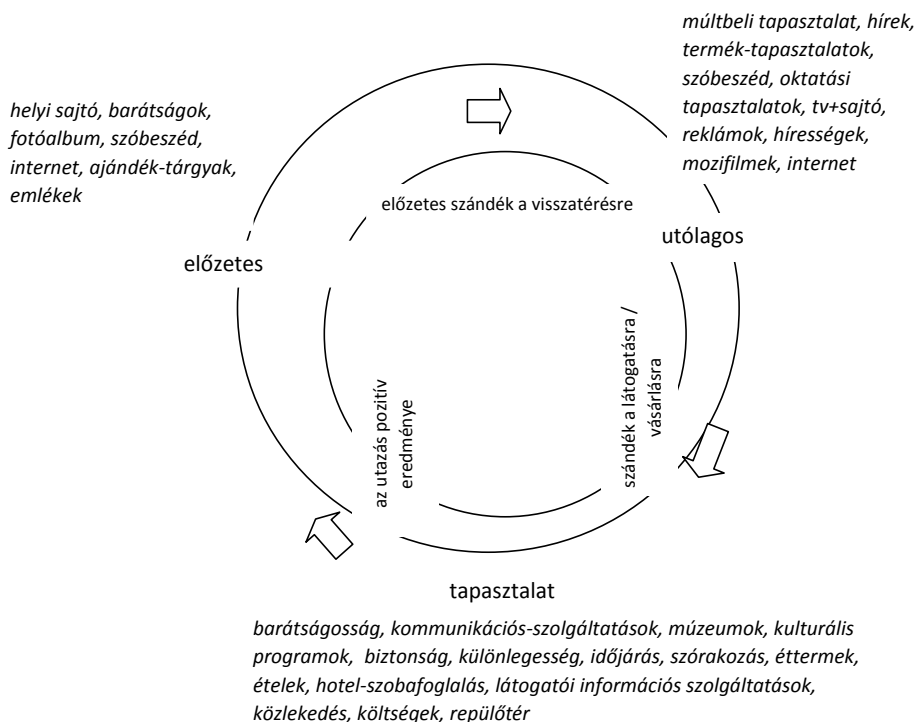 múltbeli tapasztalat, hírek,
termék-tapasztalatok,
szóbeszéd, oktatási
tapasztalatok, tv+sajtó,
reklámok, hírességek,
mozifilmek, internet
helyi sajtó, barátságok,
fotóalbum, szóbeszéd,
internet, ajándék-tárgyak,
emlékek
előzetes szándék a visszatérésre
utólagos
előzetes
szándék a látogatásra /
vásárlásra
az utazás pozitív
eredménye
tapasztalat
barátságosság, kommunikációs-szolgáltatások, múzeumok, kulturális
programok, biztonság, különlegesség, időjárás, szórakozás, éttermek,
ételek, hotel-szobafoglalás, látogatói információs szolgáltatások,
közlekedés, költségek, repülőtér